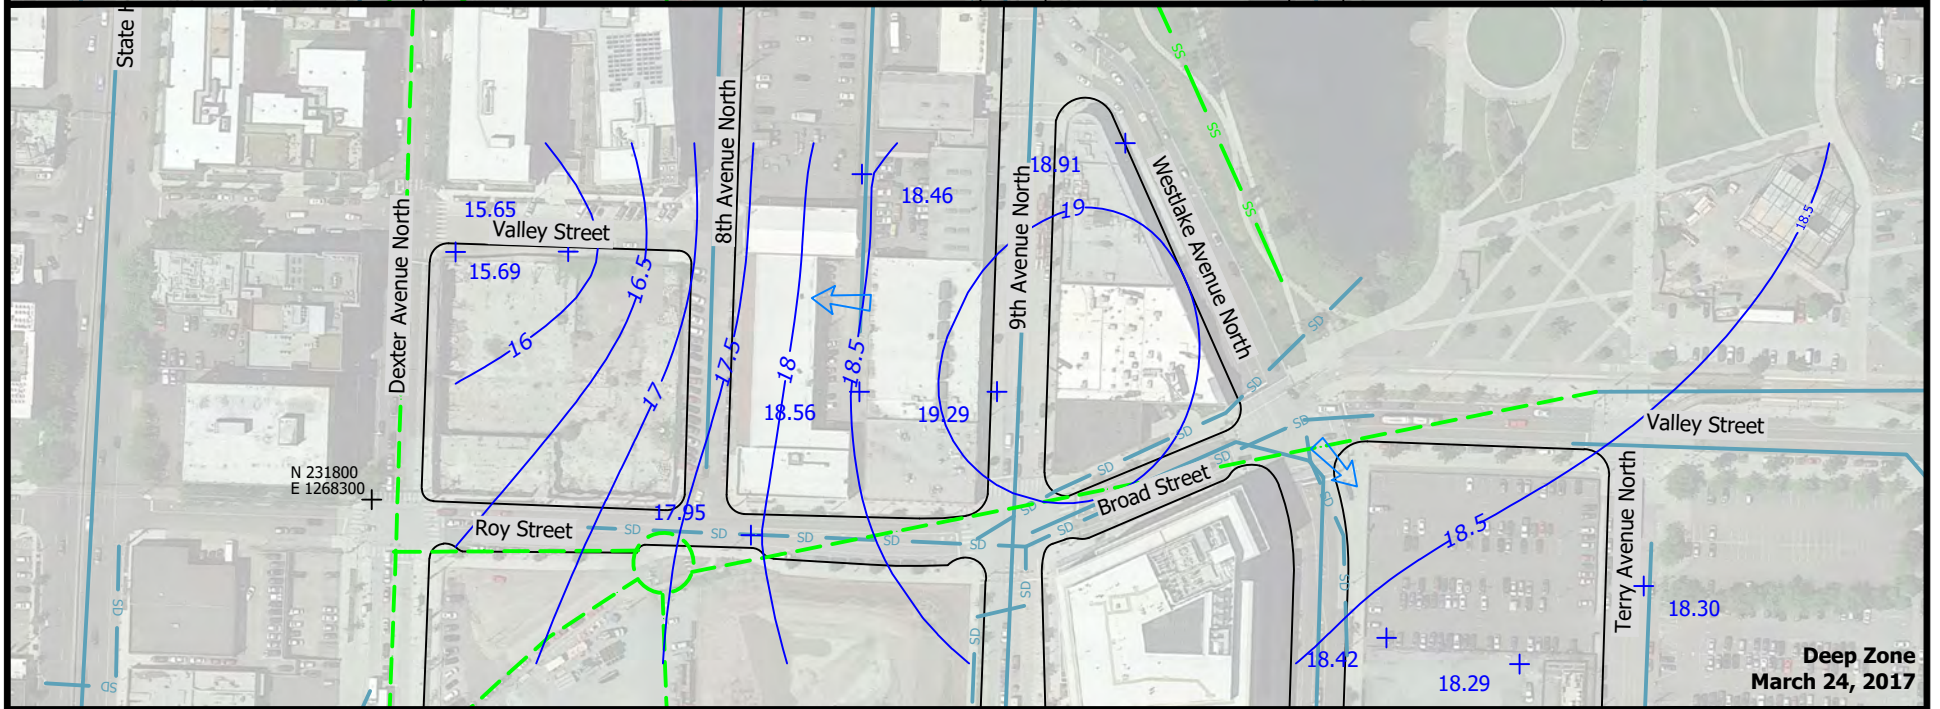 State
SS
8th Avenue North
18.91
SS
Westlake Avenue North
9th Avenue North
18.46
Dexter Avenue North
15.65
Valley Street
SS
19
18.5
15.69
16.5
SD
16
17.5
18
18.5
17
SD
18.56
19.29
SD
SD
Valley Street
N 231800
E 1268300
SD
SD
Broad Street
SD
17.95
Roy Street
SD
SD
SD
SD
SD
SD
SD
18.5
Terry Avenue North
SD
SD
SD
18.30
SD
18.42
18.29
SD
Deep Zone
March 24, 2017